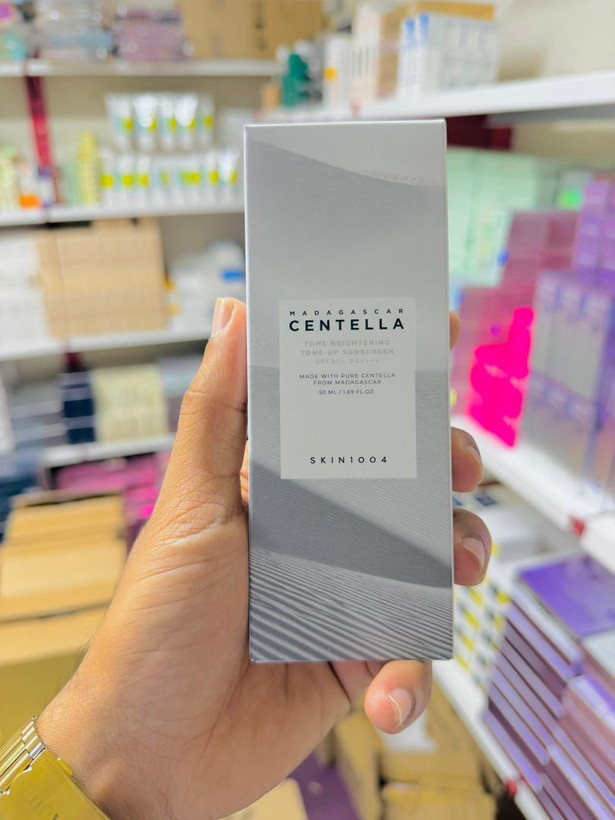 MADAGASCAR
CENTELLA
TONE BRIGHTENING
TONE-UP SUNSCREEN
SPF50+ PA++++
MADE WITH PURE CENTELLA
FROM MADAGASCAR
50 ML / 1.69 FL.OZ.
SKIN1004